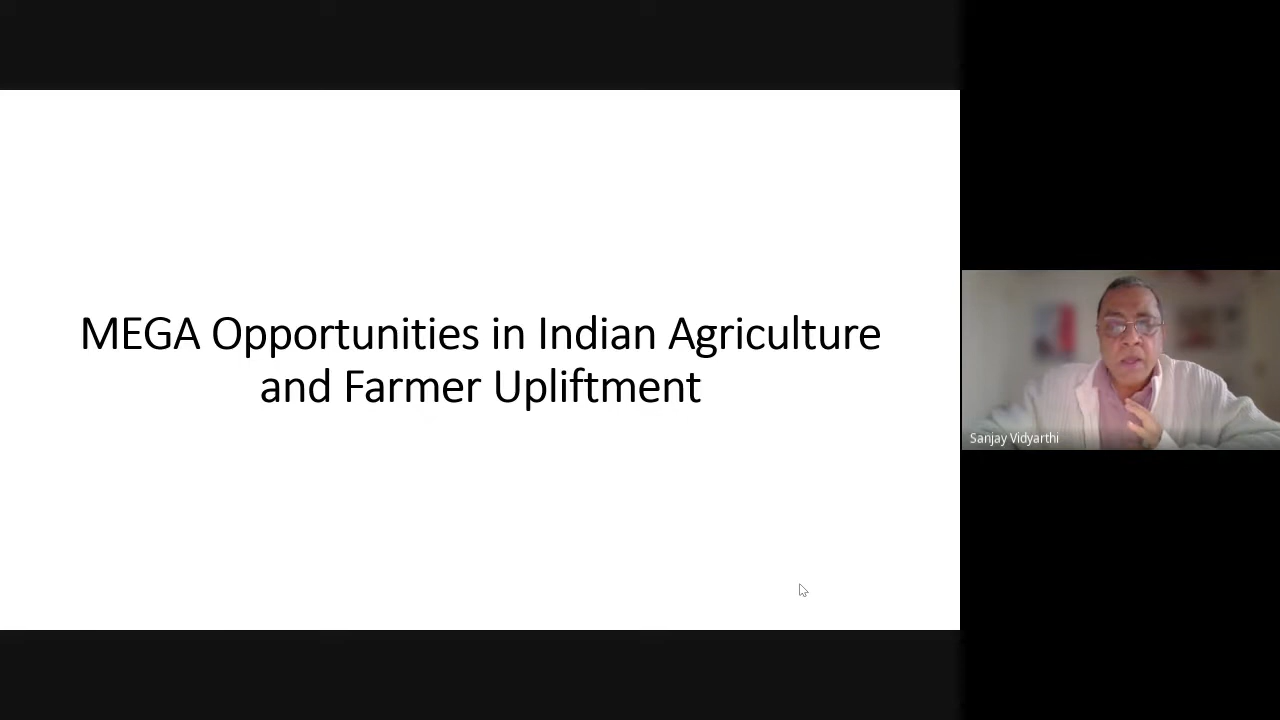 MEGA Opportunities in Indian Agriculture
and Farmer Upliftment
Sanjay Vidyarthi